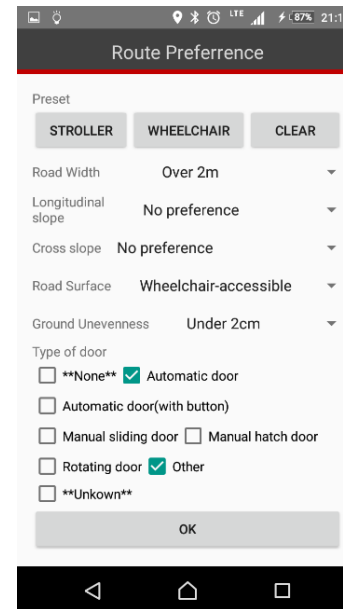 LTE 87% 21:1
Route Preferrence
Preset
STROLLER WHEELCHAIR CLEAR
Road Width Over 2m
Longitudinal
slope No preference
Cross slope No preference
Road Surface Wheelchair-accessible
Ground Unevenness Under 2cm
Type of door
**None** Automatic door
Automatic door(with button)
Manual sliding door Manual hatch door
Rotating door Other
**Unkown**
OK